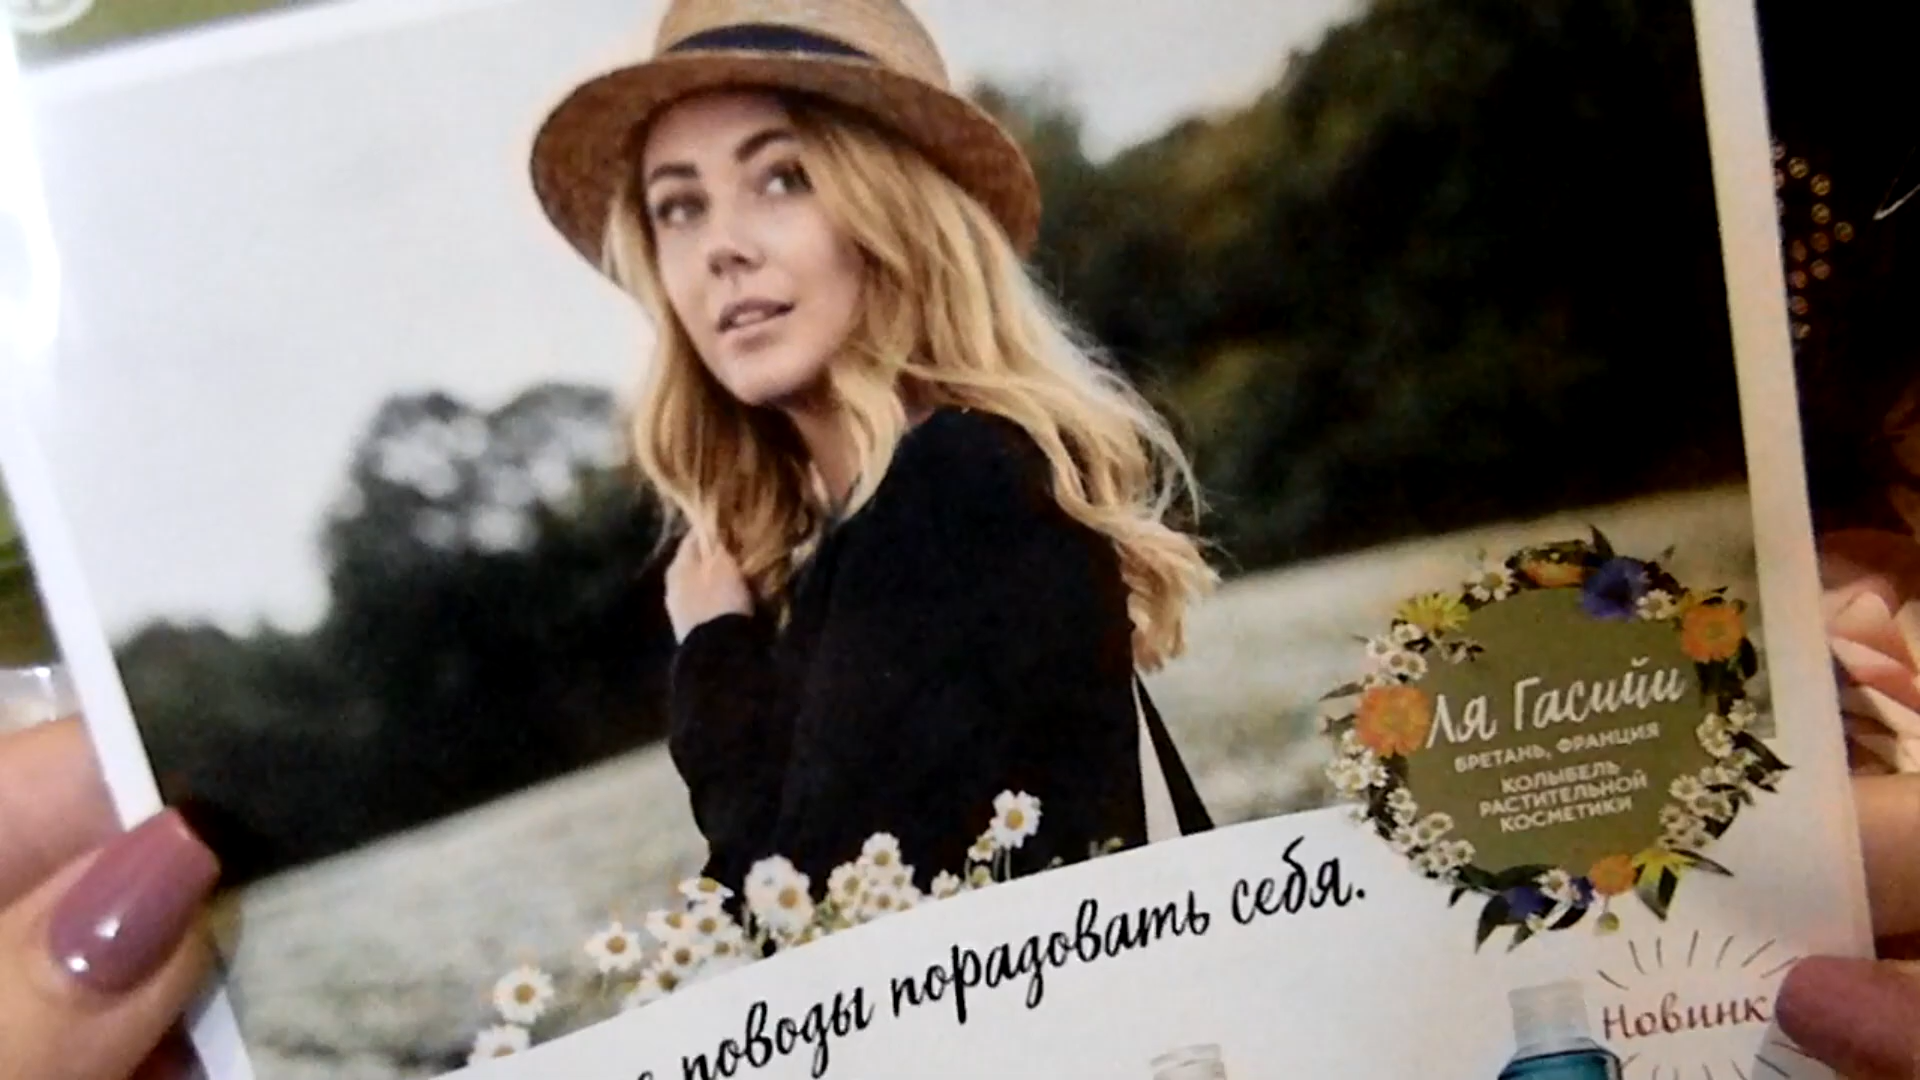 Ля Гасийи
БРЕТАНЬ, ФРАНЦИЯ
КОЛЫБЕЛЬ
РАСТИТЕЛЬНОЙ
КОСМЕТИКИ
поводы порадовать себя.
Новинк